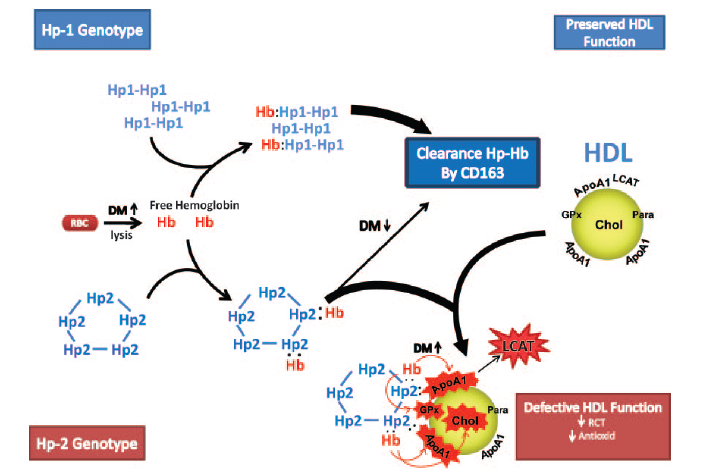 Hp-1 Genotype
Preserved HDL
Function
Hp1-Hp1
Hp1-Hp1
Hp1-Hp1
Hb:Hp1-Hp1
Hp1-Hp1
Hb:Hp1-Hp1
Clearance Hp-Hb
By CD163
HDL
ApoA1 LCAT
GPx
Para
Chol
ApoA1
ApoA1
RBC
DM ↑
lysis
Free Hemoglobin
Hb Hb
DM ↓
Hp2
Hp2
Hp2
Hp2
Hp2
Hp2
Hp2
Hp2:Hb
Hp2
Hp2
Hb
DM ↑
LCAT
Hb
Hp2
Hp2
Hp2:
Hp2
Hp2
Hb
ApoA1
GPx
Chol
Para
ApoA1
ApoA1
Hp-2 Genotype
Defective HDL Function
↓ RCT
↓ Antioxid